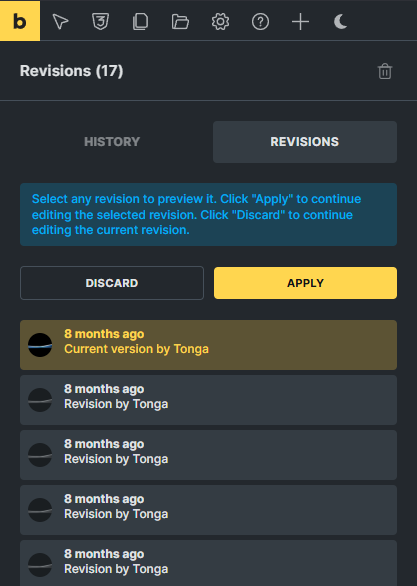 b
Revisions (17)
HISTORY
REVISIONS
Select any revision to preview it. Click "Apply" to continue
editing the selected revision. Click "Discard" to continue
editing the current revision.
DISCARD
APPLY
8 months ago
Current version by Tonga
8 months ago
Revision by Tonga
8 months ago
Revision by Tonga
8 months ago
Revision by Tonga
8 months ago
Revision by Tonga